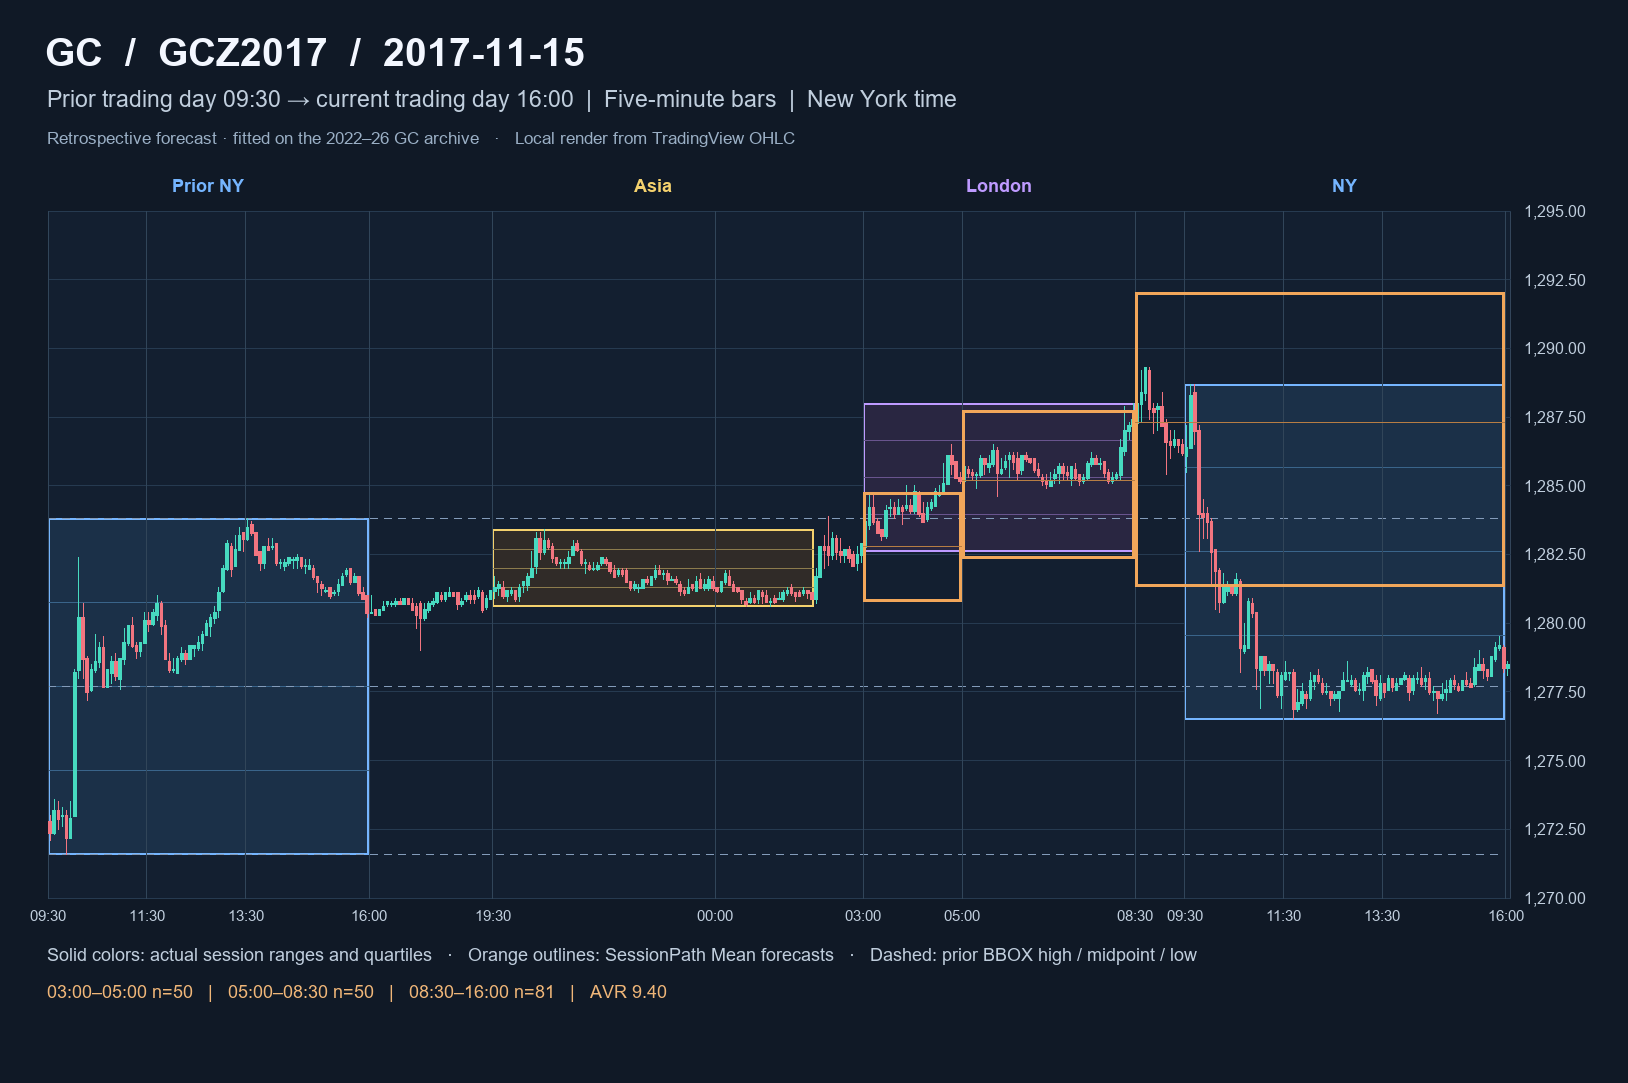 GC / GCZ2017 / 2017-11-15
Prior trading day 09:30 → current trading day 16:00 | Five-minute bars | New York time
Retrospective forecast · fitted on the 2022–26 GC archive · Local render from TradingView OHLC
Prior NY Asia London NY
1,295.00
1,292.50
1,290.00
1,287.50
1,285.00
1,282.50
1,280.00
1,277.50
1,275.00
1,272.50
1,270.00
09:30 11:30 13:30 16:00 19:30 00:00 03:00 05:00 08:30 09:30 11:30 13:30 16:00
Solid colors: actual session ranges and quartiles · Orange outlines: SessionPath Mean forecasts · Dashed: prior BBOX high / midpoint / low
03:00–05:00 n=50 | 05:00–08:30 n=50 | 08:30–16:00 n=81 | AVR 9.40